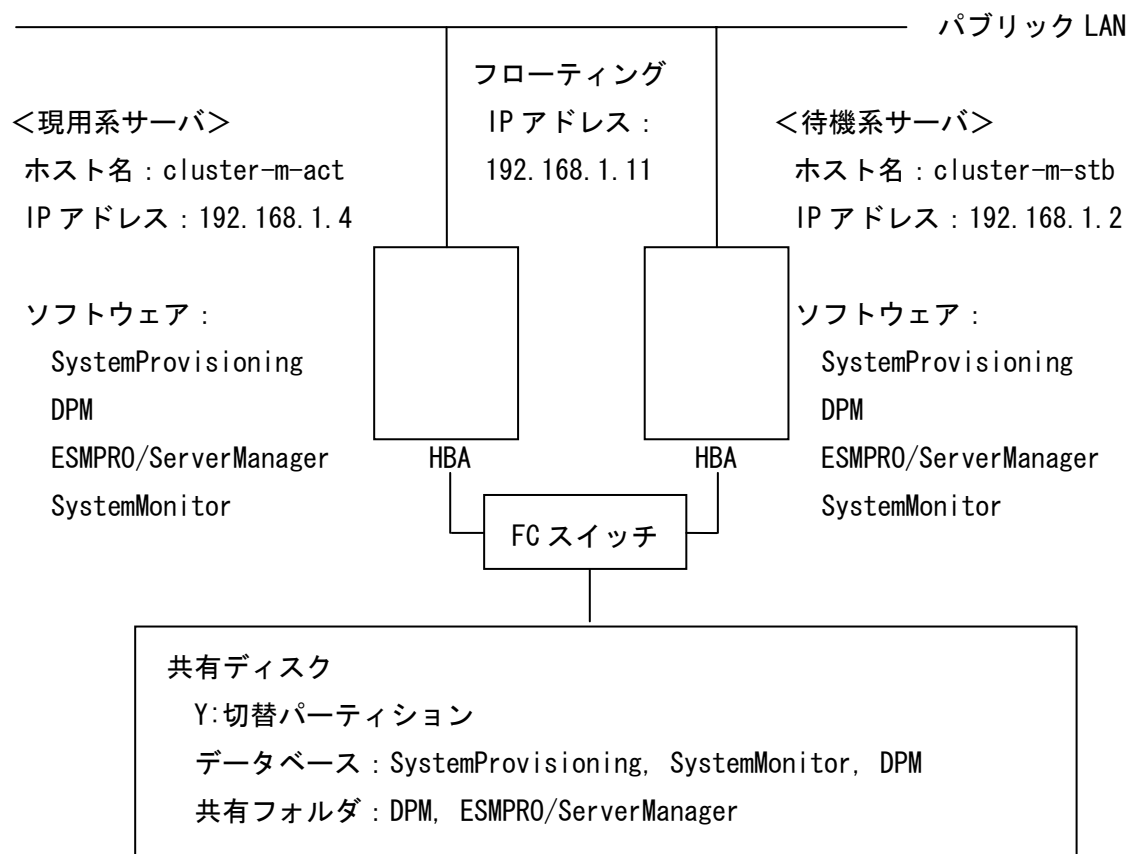 パブリック LAN
フローティング
IP アドレス：
192.168.1.11
＜現用系サーバ＞
ホスト名：cluster-m-act
IP アドレス：192.168.1.4
＜待機系サーバ＞
ホスト名：cluster-m-stb
IP アドレス：192.168.1.2
ソフトウェア：
SystemProvisioning
DPM
ESMPRO/ServerManager
SystemMonitor
ソフトウェア：
SystemProvisioning
DPM
ESMPRO/ServerManager
SystemMonitor
HBA
HBA
FC スイッチ
共有ディスク
Y:切替パーティション
データベース：SystemProvisioning, SystemMonitor, DPM
共有フォルダ：DPM, ESMPRO/ServerManager